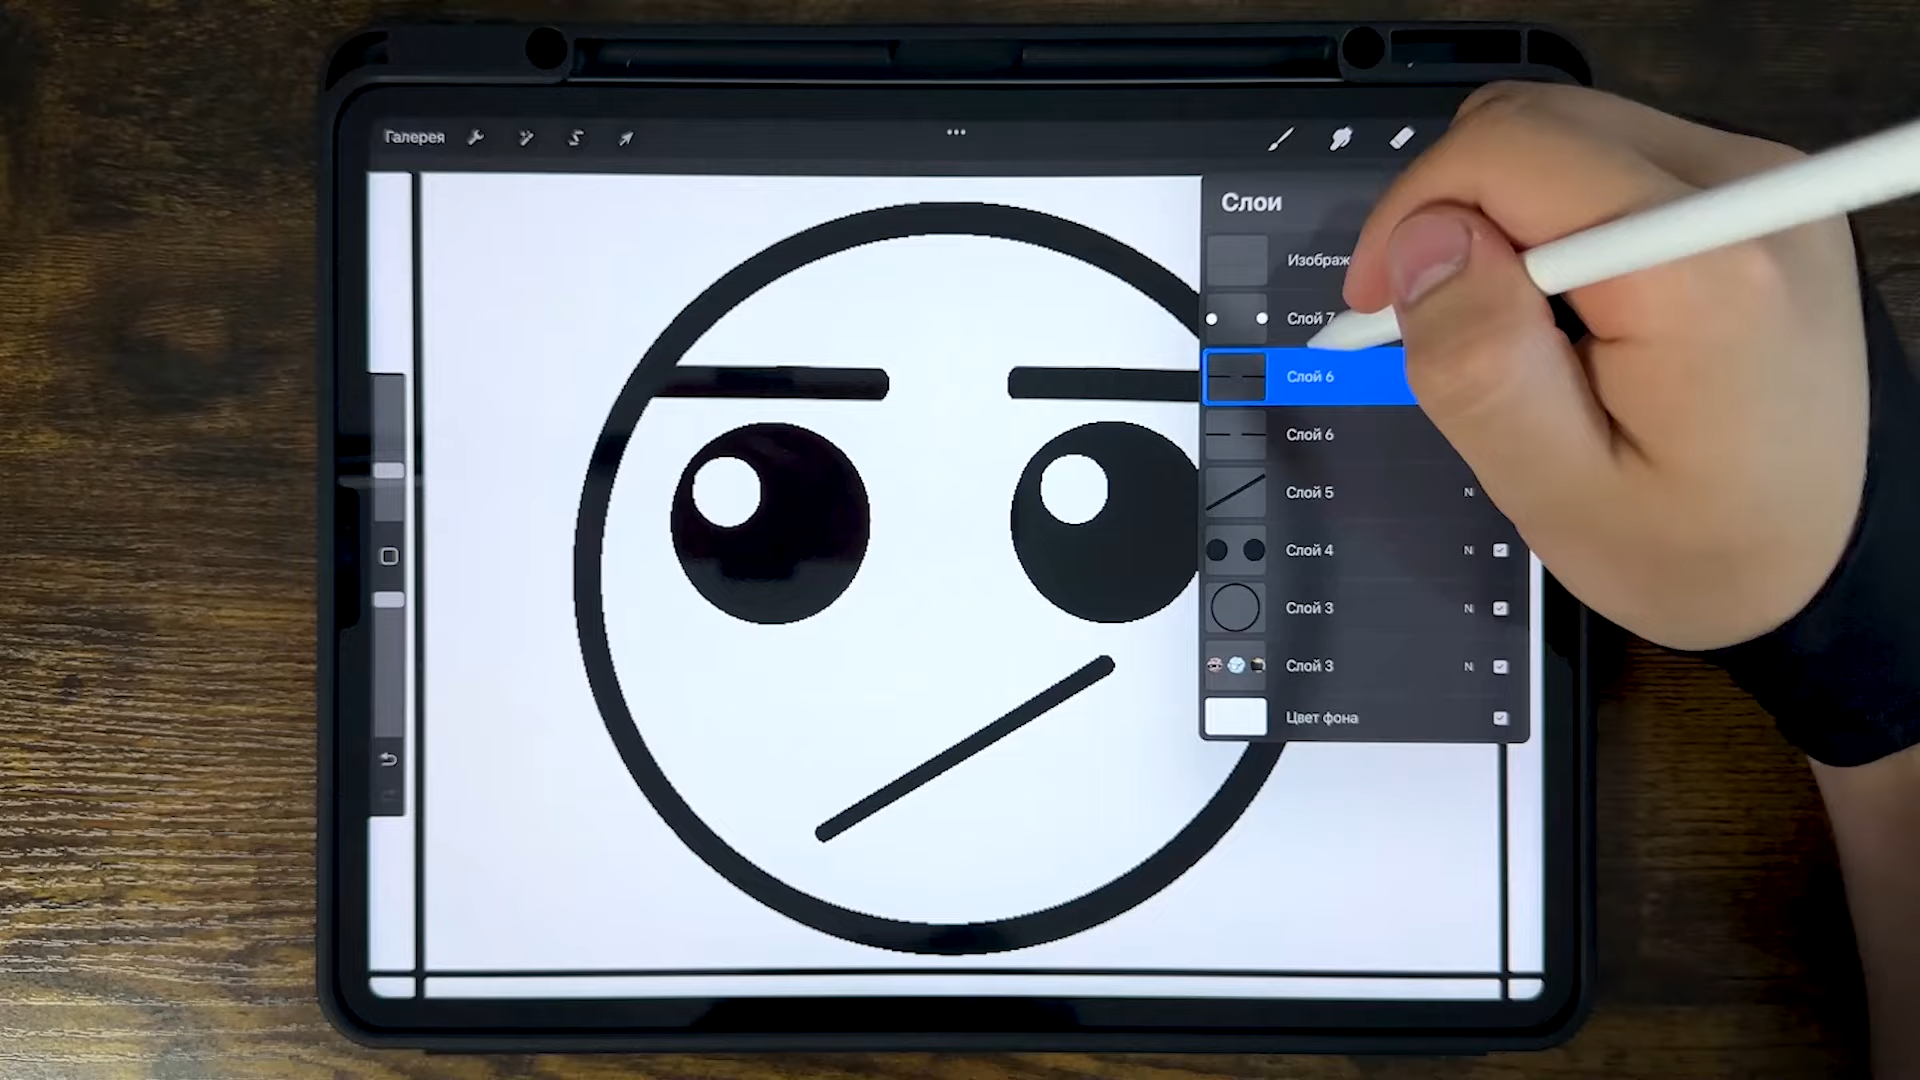 Галерея
Слои
Изображ
Слой 7
Слой 6
Слой 6
Слой 5 N
Слой 4 N
Слой 3 N
Слой 3 N
Цвет фона